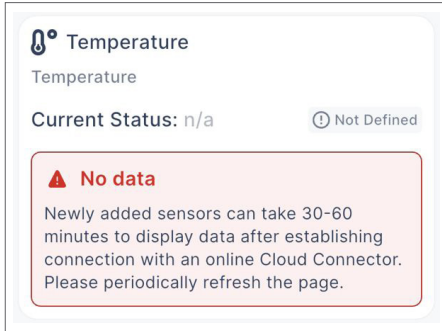 Temperature
Temperature
Current Status: n/a
Not Defined
No data
Newly added sensors can take 30-60
minutes to display data after establishing
connection with an online Cloud Connector.
Please periodically refresh the page.